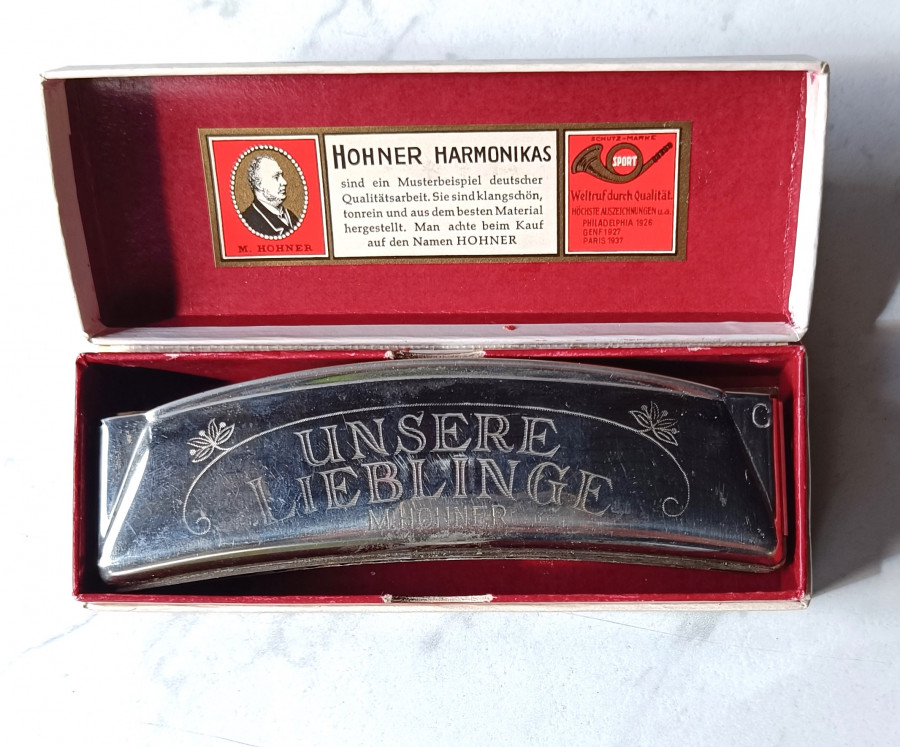 M. HOHNER
HOHNER HARMONIKAS
sind ein Musterbeispiel deutscher
Qualitätsarbeit. Sie sind klangschön,
tonrein und aus dem besten Material
hergestellt. Man achte beim Kauf
auf den Namen HOHNER
SCHUTZ-MARKE
SPORT
Weltruf durch Qualität.
HÖCHSTE AUSZEICHNUNGEN u.a.
PHILADELPHIA 1926
GENF 1927
PARIS 1937
UNSERE
LIEBLINGE
M. HOHNER
C